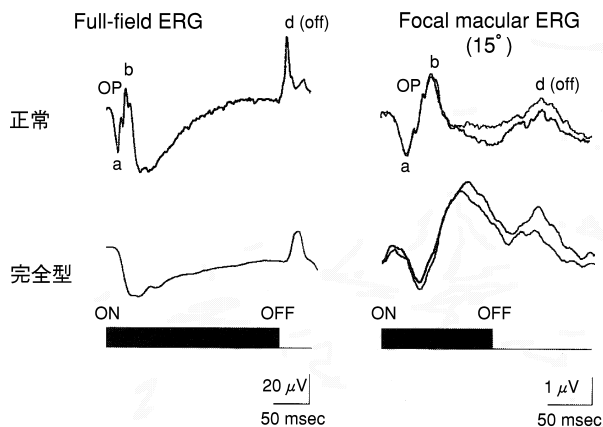 Full-field ERG
d (off)
b
OP
a
Focal macular ERG
(15°)
b
OP
d (off)
a
正常
完全型
ON
OFF
ON
OFF
20 μV
50 msec
1 μV
50 msec